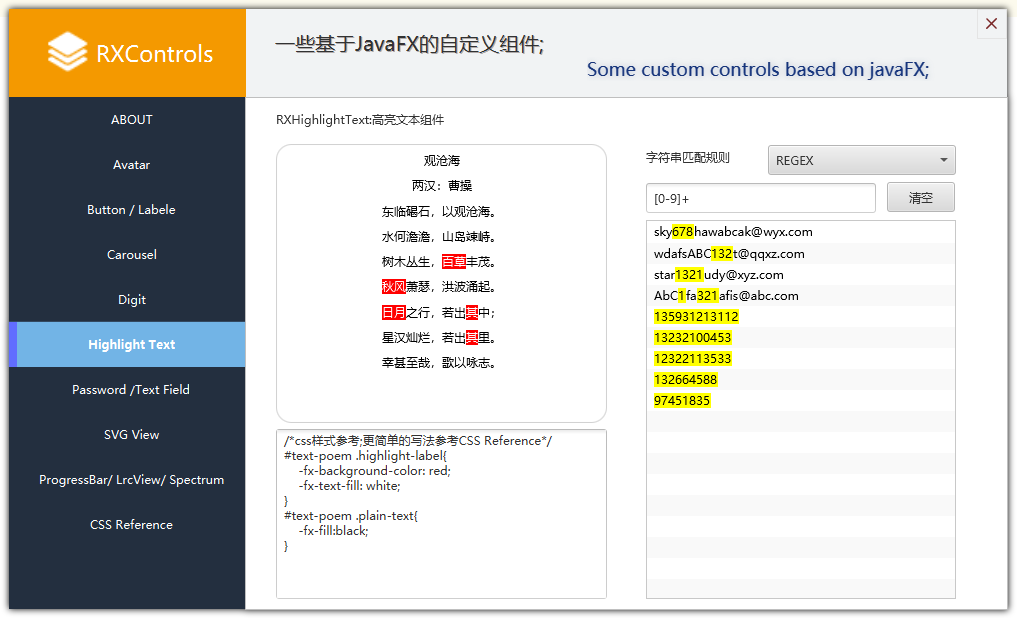 RXControls
一些基于JavaFX的自定义组件;
Some custom controls based on javaFX;
ABOUT
Avatar
Button / Labele
Carousel
Digit
Highlight Text
Password /Text Field
SVG View
ProgressBar/ LrcView/ Spectrum
CSS Reference
RXHighlightText:高亮文本组件
观沧海
两汉：曹操
东临碣石，以观沧海。
水何澹澹，山岛竦峙。
树木丛生，百草丰茂。
秋风萧瑟，洪波涌起。
日月之行，若出其中；
星汉灿烂，若出其里。
幸甚至哉，歌以咏志。
/*css样式参考;更简单的写法参考CSS Reference*/
#text-poem .highlight-label{
-fx-background-color: red;
-fx-text-fill: white;
}
#text-poem .plain-text{
-fx-fill:black;
}
字符串匹配规则
REGEX
[0-9]+
清空
sky678hawabcak@wyx.com
wdafsABC132t@qqxz.com
star1321udy@xyz.com
AbC1fa321afis@abc.com
135931213112
13232100453
12322113533
132664588
97451835